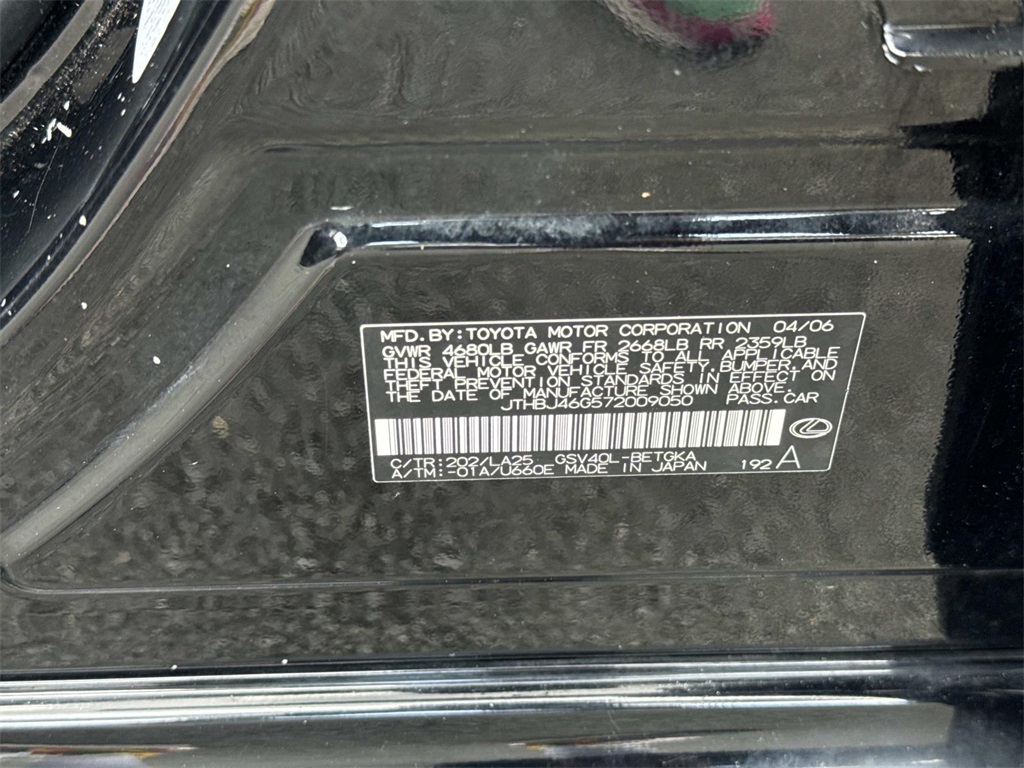 MFD. BY: TOYOTA MOTOR CORPORATION 04/06
GVWR 4680LB GAWR FR 2668LB RR 2359LB
THIS VEHICLE CONFORMS TO ALL APPLICABLE
FEDERAL MOTOR VEHICLE SAFETY, BUMPER, AND
THEFT PREVENTION STANDARDS IN EFFECT ON
THE DATE OF MANUFACTURE SHOWN ABOVE.
JTHBJ46G572009050 PASS. CAR
C/TR: 202/LA25 GSV40L-BETGKA
A/TM: -01A/U660E MADE IN JAPAN 192 A